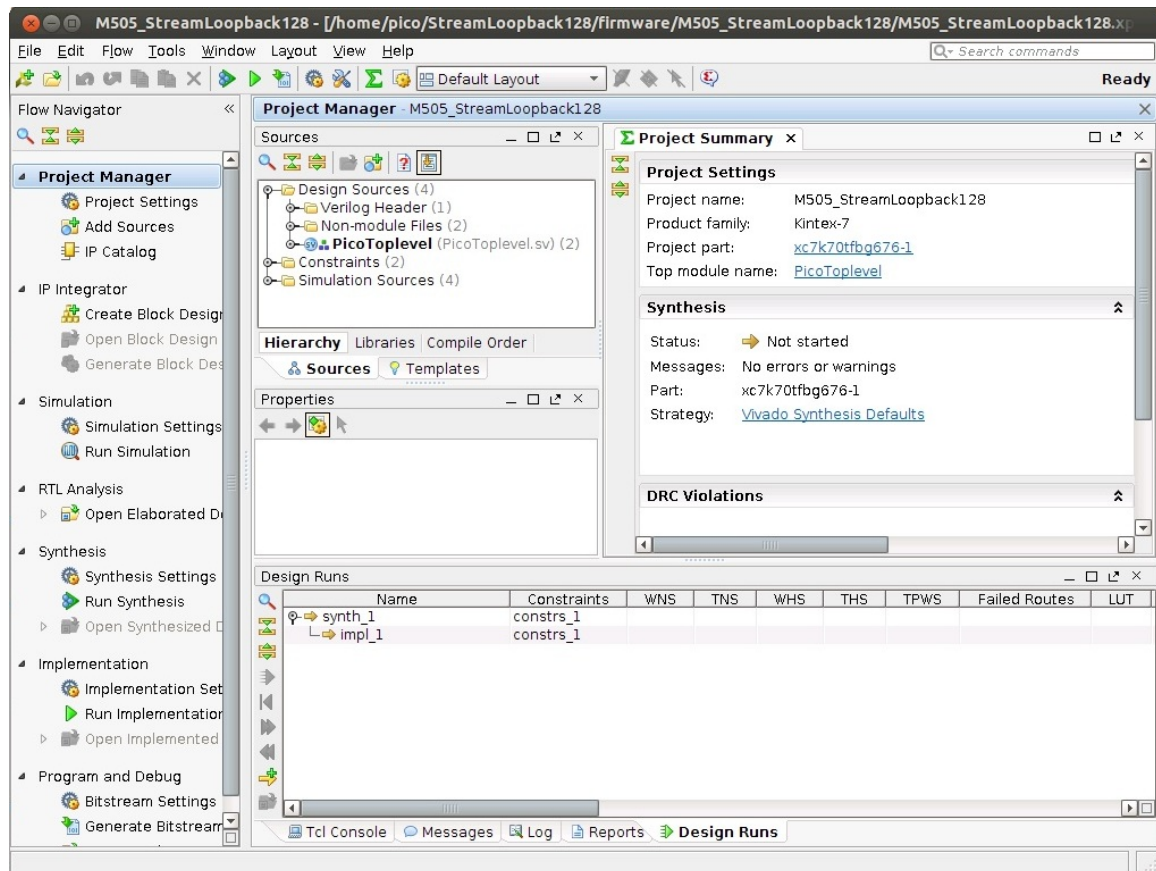 M505_StreamLoopback128 - [/home/pico/StreamLoopback128/firmware/M505_StreamLoopback128/M505_StreamLoopback128.xp
File Edit Flow Tools Window Layout View Help
Search commands
Default Layout
Ready
Flow Navigator
Project Manager
Project Settings
Add Sources
IP Catalog
IP Integrator
Create Block Design
Open Block Design
Generate Block Des
Simulation
Simulation Settings
Run Simulation
RTL Analysis
Open Elaborated D
Synthesis
Synthesis Settings
Run Synthesis
Open Synthesized D
Implementation
Implementation Set
Run Implementation
Open Implemented
Program and Debug
Bitstream Settings
Generate Bitstream
Project Manager - M505_StreamLoopback128
Sources
Design Sources (4)
Verilog Header (1)
Non-module Files (2)
PicoToplevel (PicoToplevel.sv) (2)
Constraints (2)
Simulation Sources (4)
Hierarchy Libraries Compile Order
Sources Templates
Properties
Project Summary
Project Settings
Project name: M505_StreamLoopback128
Product family: Kintex-7
Project part: xc7k70tfbg676-1
Top module name: PicoToplevel
Synthesis
Status: Not started
Messages: No errors or warnings
Part: xc7k70tfbg676-1
Strategy: Vivado Synthesis Defaults
DRC Violations
Design Runs
Name Constraints WNS TNS WHS THS TPWS Failed Routes LUT
synth_1 constrs_1
impl_1 constrs_1
Tcl Console Messages Log Reports Design Runs